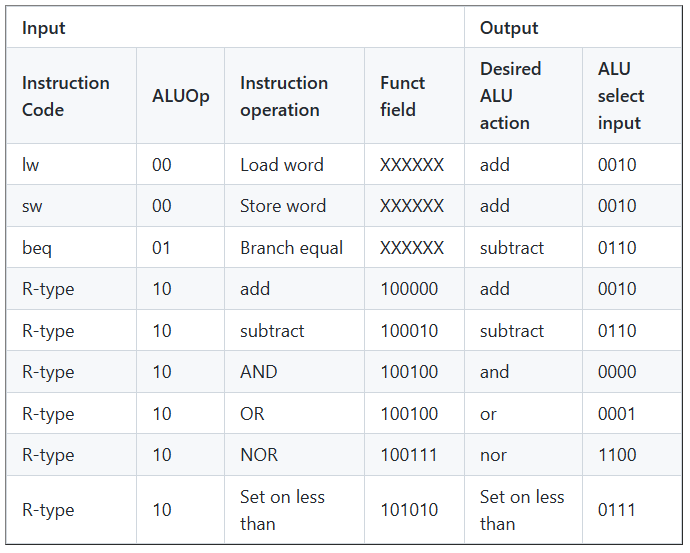 Input Output
Instruction Code ALUOp Instruction operation Funct field Desired ALU action ALU select input
lw 00 Load word XXXXXX add 0010
sw 00 Store word XXXXXX add 0010
beq 01 Branch equal XXXXXX subtract 0110
R-type 10 add 100000 add 0010
R-type 10 subtract 100010 subtract 0110
R-type 10 AND 100100 and 0000
R-type 10 OR 100100 or 0001
R-type 10 NOR 100111 nor 1100
R-type 10 Set on less than 101010 Set on less than 0111